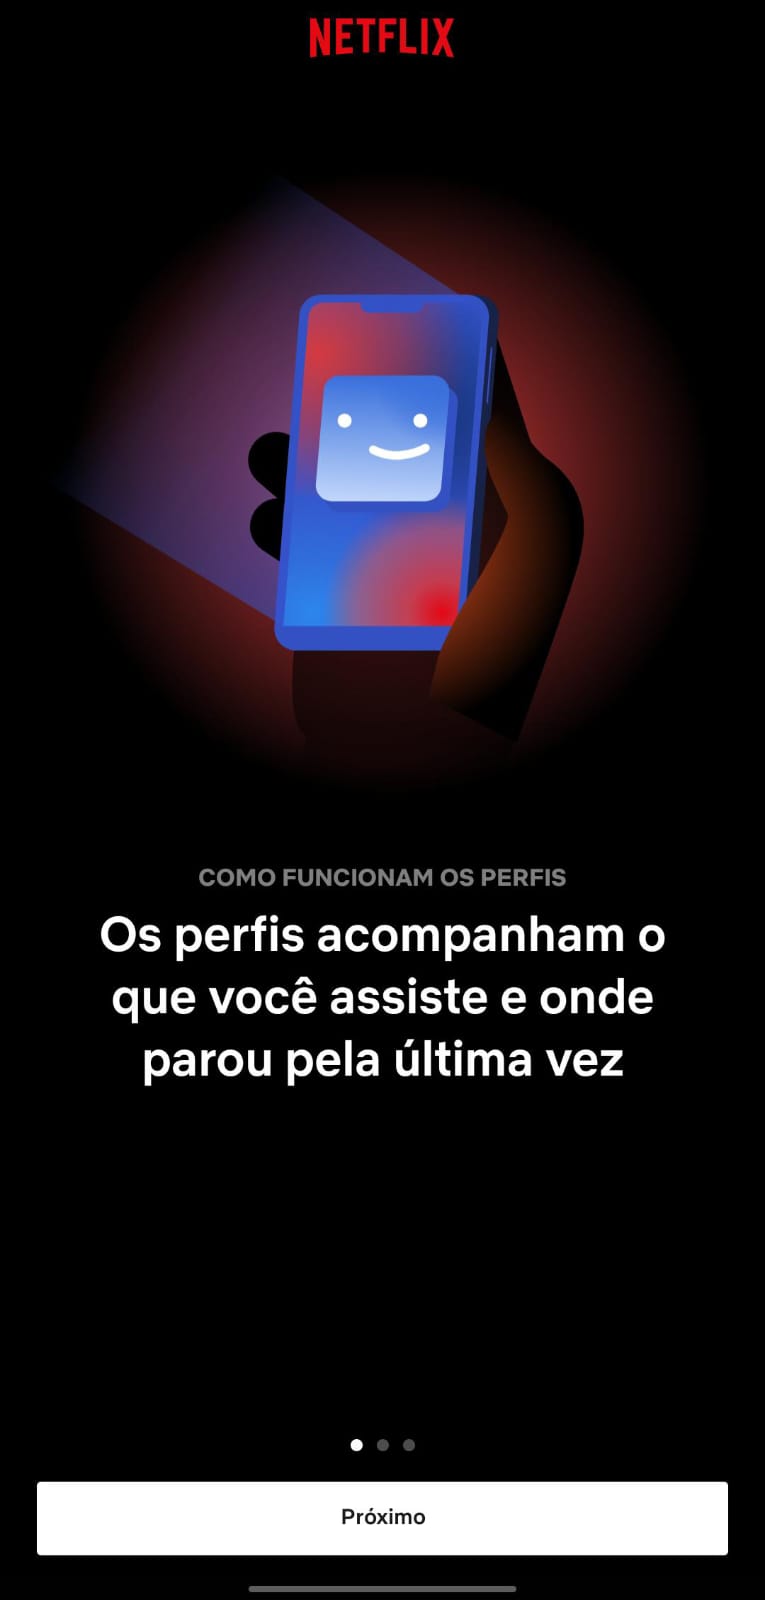 NETFLIX
COMO FUNCIONAM OS PERFIS
Os perfis acompanham o
que você assiste e onde
parou pela última vez
Próximo